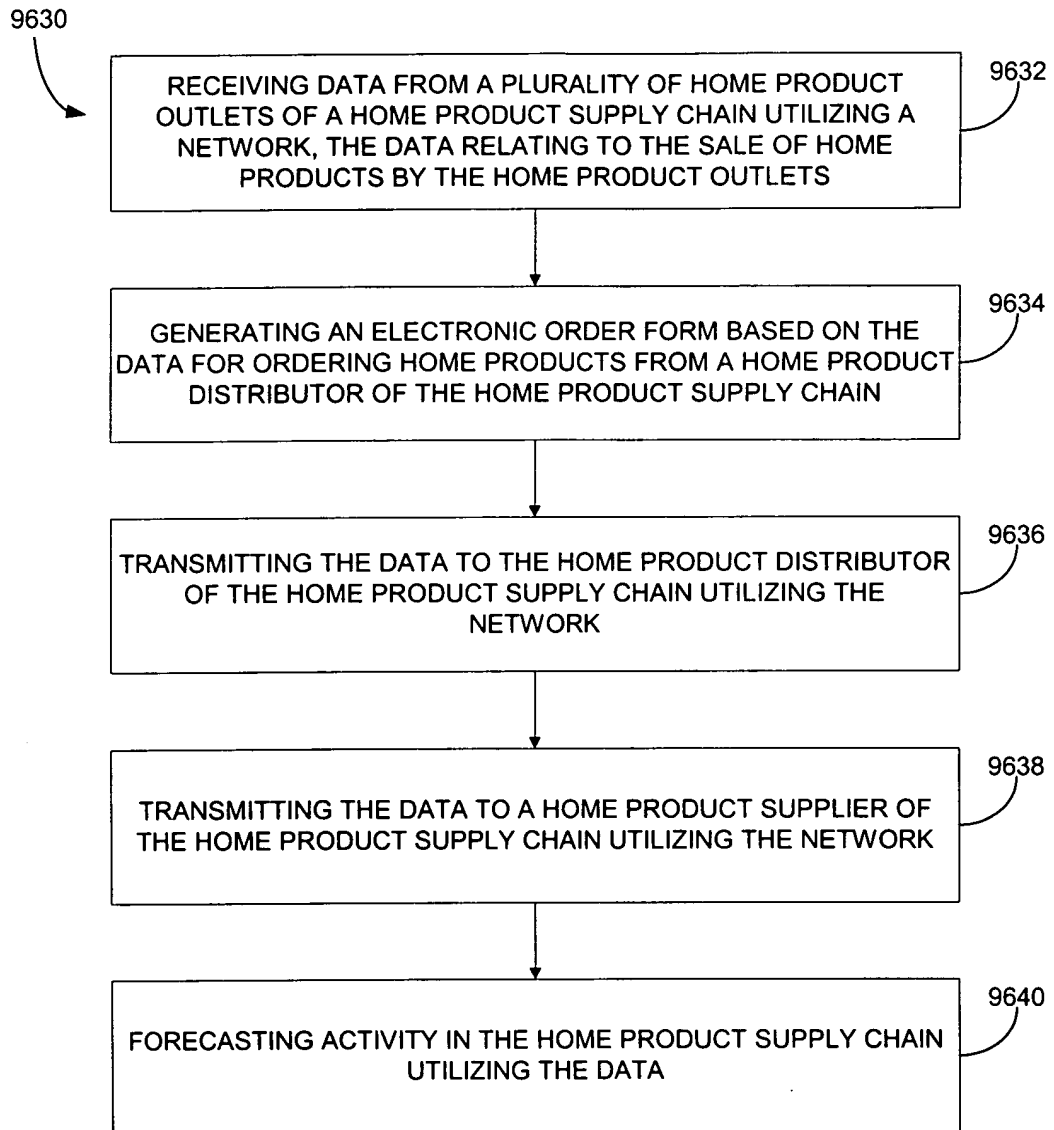 9630
9632
RECEIVING DATA FROM A PLURALITY OF HOME PRODUCT
OUTLETS OF A HOME PRODUCT SUPPLY CHAIN UTILIZING A
NETWORK, THE DATA RELATING TO THE SALE OF HOME
PRODUCTS BY THE HOME PRODUCT OUTLETS
9634
GENERATING AN ELECTRONIC ORDER FORM BASED ON THE
DATA FOR ORDERING HOME PRODUCTS FROM A HOME PRODUCT
DISTRIBUTOR OF THE HOME PRODUCT SUPPLY CHAIN
9636
TRANSMITTING THE DATA TO THE HOME PRODUCT DISTRIBUTOR
OF THE HOME PRODUCT SUPPLY CHAIN UTILIZING THE
NETWORK
9638
TRANSMITTING THE DATA TO A HOME PRODUCT SUPPLIER OF
THE HOME PRODUCT SUPPLY CHAIN UTILIZING THE NETWORK
9640
FORECASTING ACTIVITY IN THE HOME PRODUCT SUPPLY CHAIN
UTILIZING THE DATA